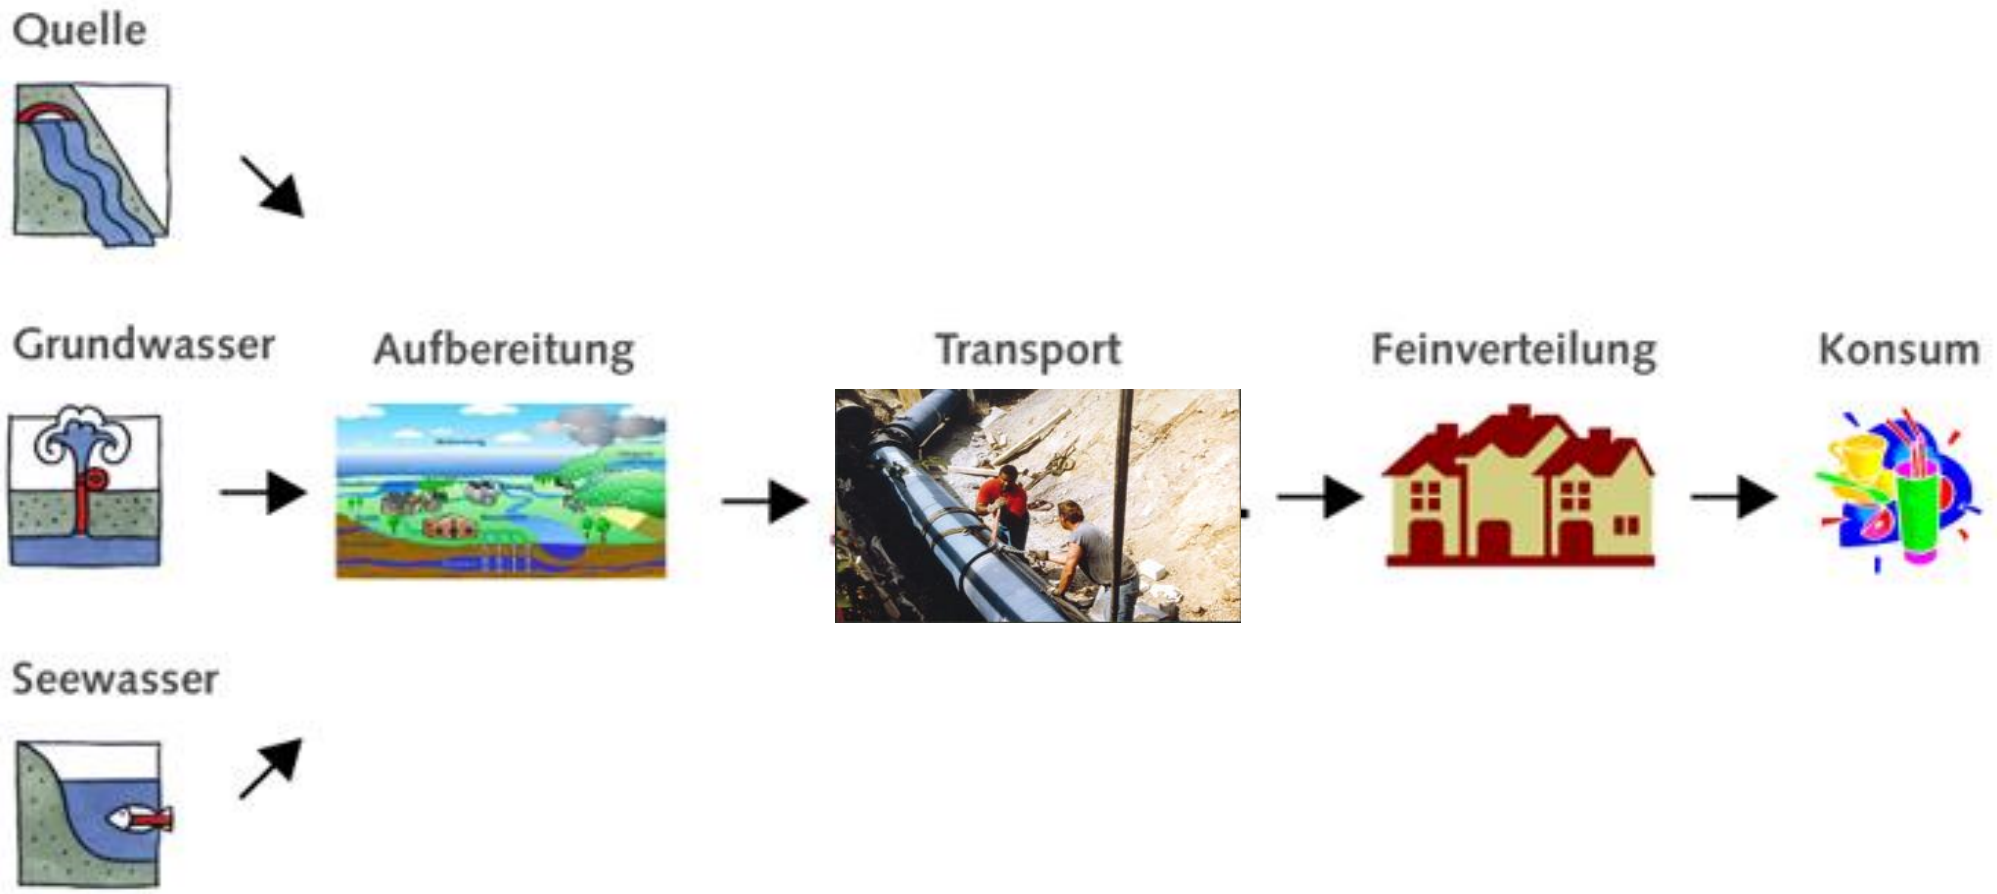 Quelle
Grundwasser
Aufbereitung
Transport
Feinverteilung
Konsum
Seewasser